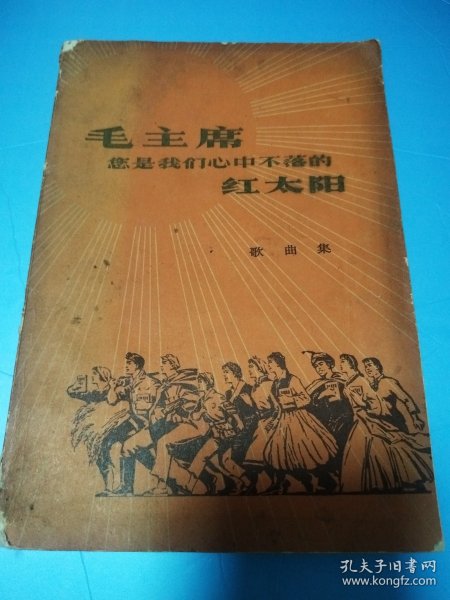 毛主席
您是我们心中不落的
红太阳
歌曲集
孔夫子旧书网
www.kongfz.com